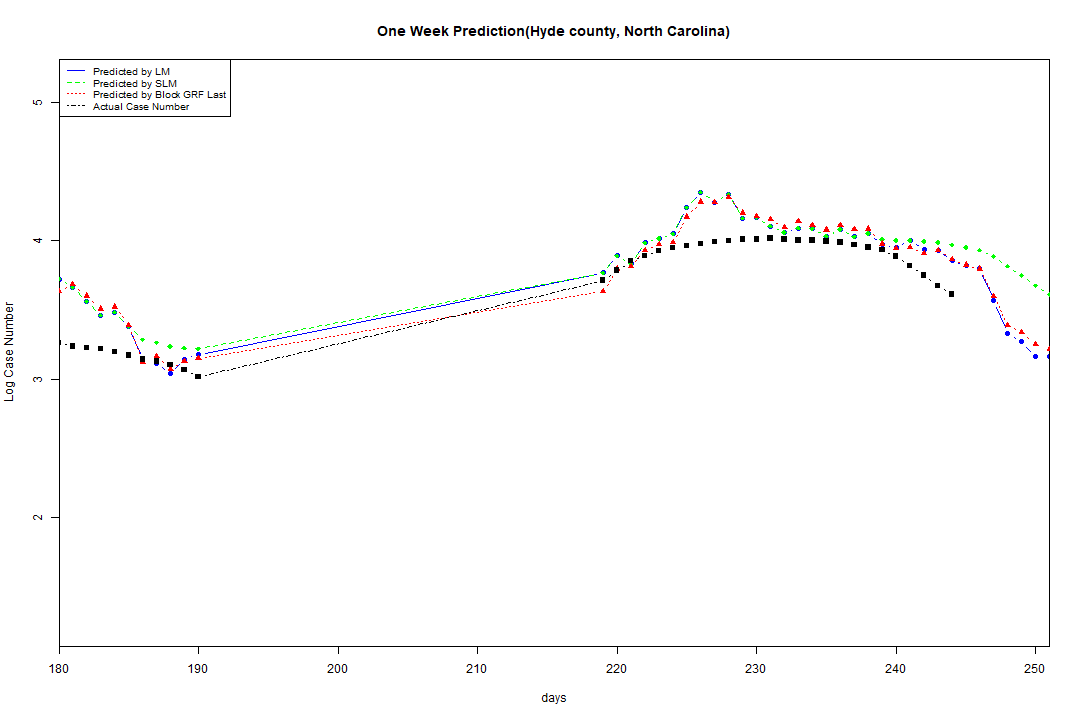 One Week Prediction(Hyde county, North Carolina)
Predicted by LM
Predicted by SLM
Predicted by Block GRF Last
Actual Case Number
5
4
3
2
Log Case Number
180 190 200 210 220 230 240 250
days